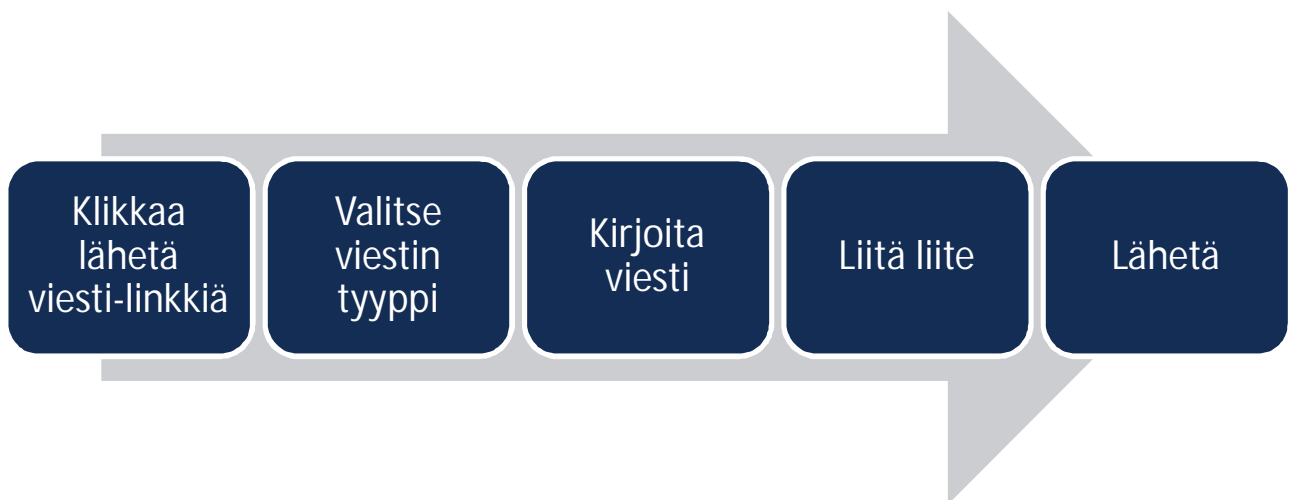 Klikkaa
lähetä
viesti-linkkiä
Valitse
viestin
tyyppi
Kirjoita
viesti
Liitä liite
Lähetä